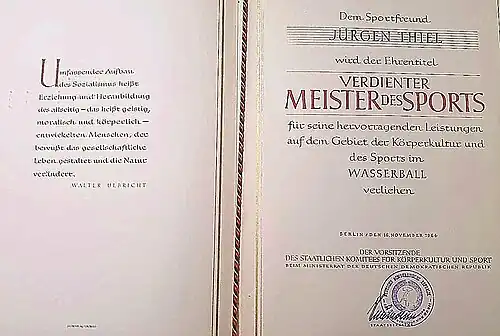 Umfassender Aufbau
des Sozialismus heißt
Erziehung und Heranbildung
des allseitig – das heißt geistig,
moralisch und körperlich –
entwickelten Menschen, der
bewußt das gesellschaftliche
Leben gestaltet und die Natur
verändert.
WALTER ULBRICHT
Dem Sportfreund
JÜRGEN THIEL
wird der Ehrentitel
VERDIENTER
MEISTER DES SPORTS
für seine hervorragenden Leistungen
auf dem Gebiet der Körperkultur und
des Sports im
WASSERBALL
verliehen
BERLIN / DEN 16. NOVEMBER 1964
DER VORSITZENDE
DES STAATLICHEN KOMITEES FÜR KÖRPERKULTUR UND SPORT
BEIM MINISTERRAT DER DEUTSCHEN DEMOKRATISCHEN REPUBLIK